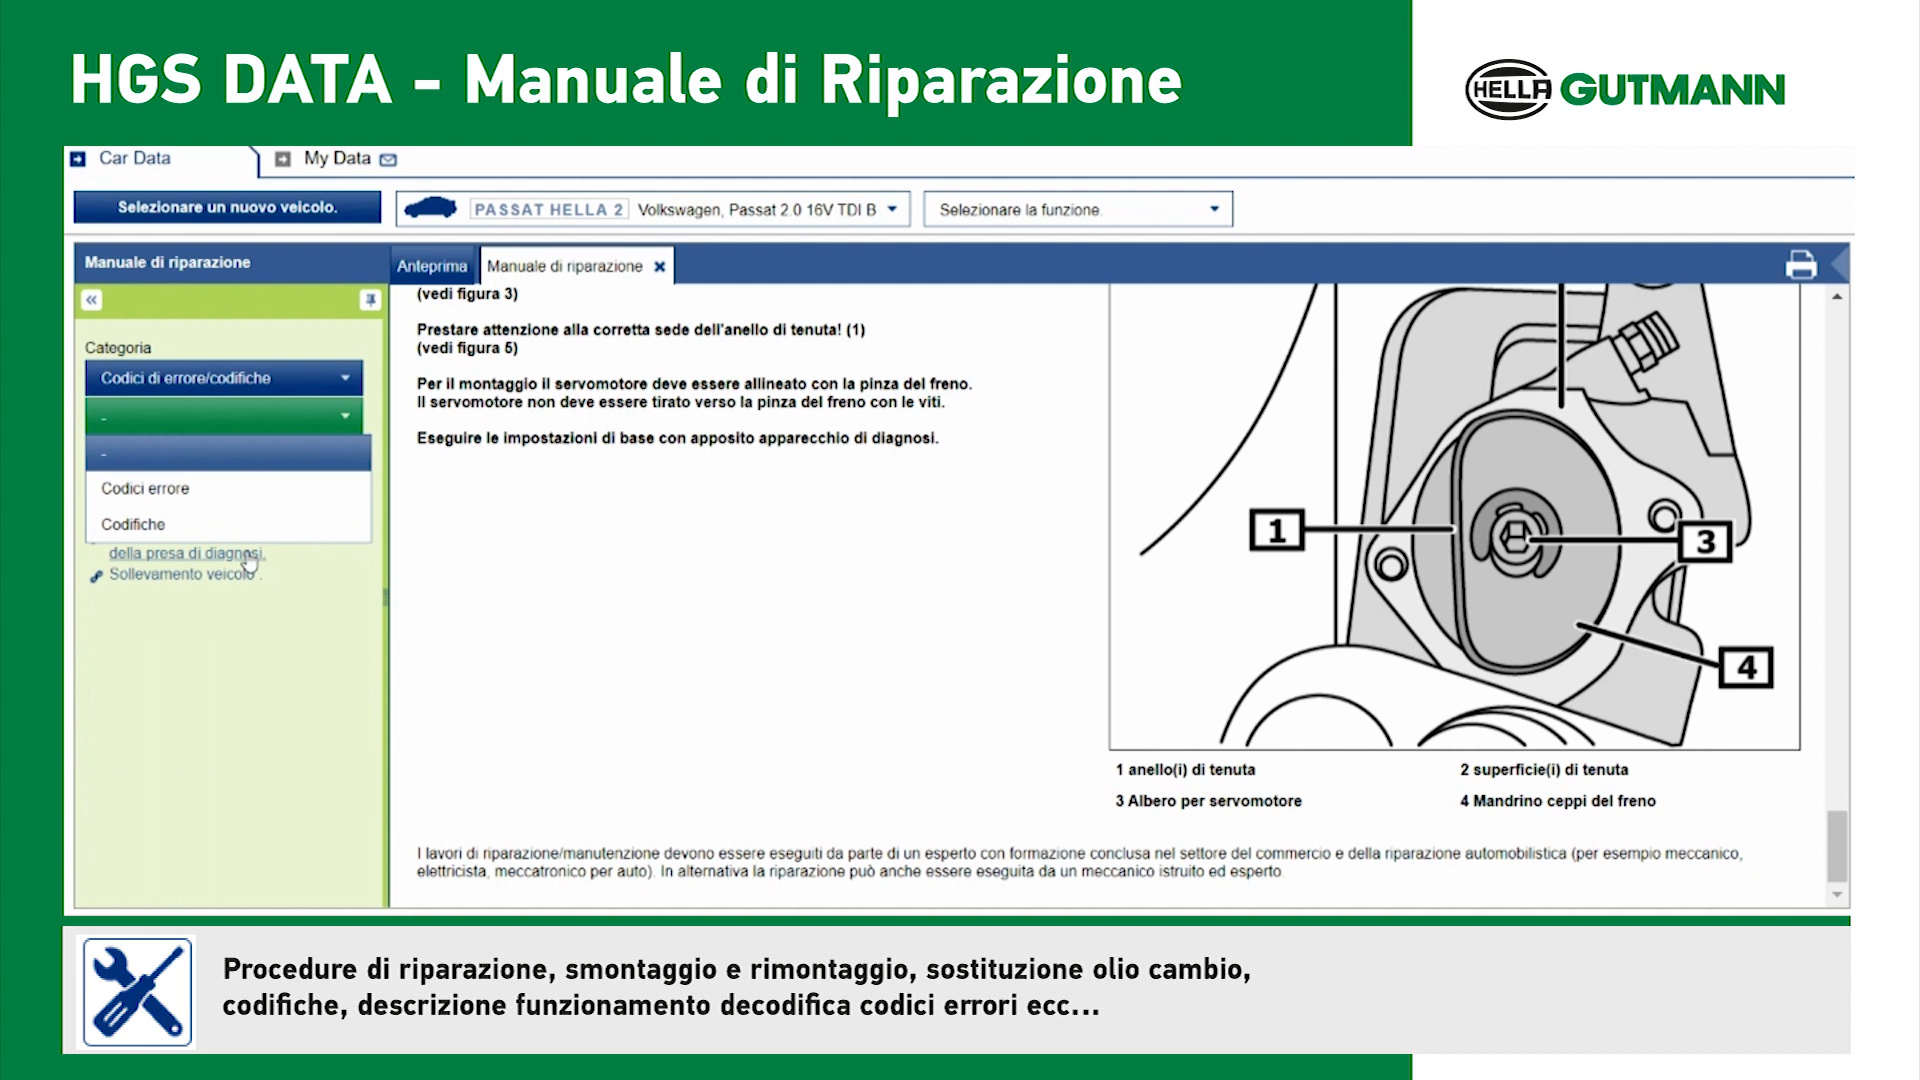 HGS DATA - Manuale di Riparazione
HELLA GUTMANN
Car Data
My Data
Selezionare un nuovo veicolo.
PASSAT HELLA 2
Volkswagen, Passat 2.0 16V TDI B
Selezionare la funzione.
Manuale di riparazione
Anteprima
Manuale di riparazione
Categoria
Codici di errore/codifiche
-
-
Codici errore
Codifiche
della presa di diagnosi.
Sollevamento veicolo .
(vedi figura 3)
Prestare attenzione alla corretta sede dell'anello di tenuta! (1)
(vedi figura 5)
Per il montaggio il servomotore deve essere allineato con la pinza del freno.
Il servomotore non deve essere tirato verso la pinza del freno con le viti.
Eseguire le impostazioni di base con apposito apparecchio di diagnosi.
1
3
4
1 anello(i) di tenuta
2 superficie(i) di tenuta
3 Albero per servomotore
4 Mandrino ceppi del freno
I lavori di riparazione/manutenzione devono essere eseguiti da parte di un esperto con formazione conclusa nel settore del commercio e della riparazione automobilistica (per esempio meccanico,
elettricista, meccatronico per auto). In alternativa la riparazione può anche essere eseguita da un meccanico istruito ed esperto.
Procedure di riparazione, smontaggio e rimontaggio, sostituzione olio cambio,
codifiche, descrizione funzionamento decodifica codici errori ecc...